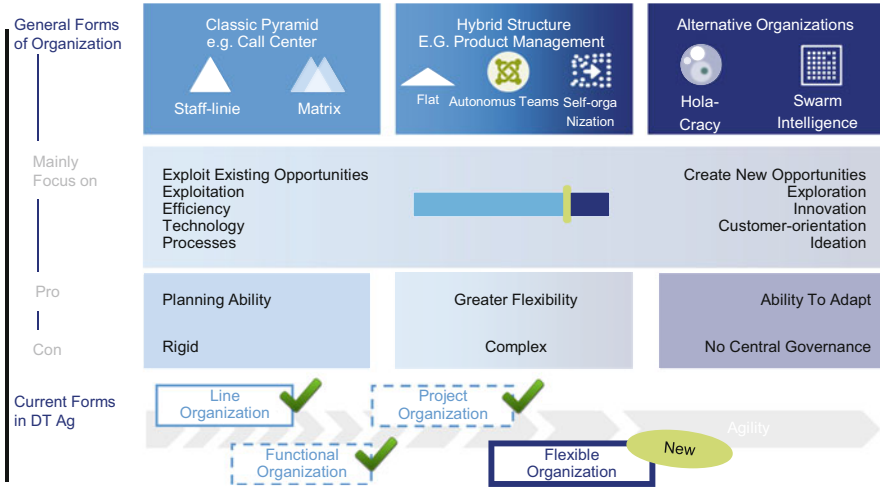 General Forms
of Organization
Classic Pyramid
e.g. Call Center
Staff-linie
Matrix
Hybrid Structure
E.G. Product Management
Flat
Autonomus Teams
Self-orga
Nization
Alternative Organizations
Hola-
Cracy
Swarm
Intelligence
Mainly
Focus on
Exploit Existing Opportunities
Exploitation
Efficiency
Technology
Processes
Create New Opportunities
Exploration
Innovation
Customer-orientation
Ideation
Pro
Planning Ability
Greater Flexibility
Ability To Adapt
Con
Rigid
Complex
No Central Governance
Current Forms
in DT Ag
Line
Organization
Project
Organization
Agility
Functional
Organization
Flexible
Organization
New